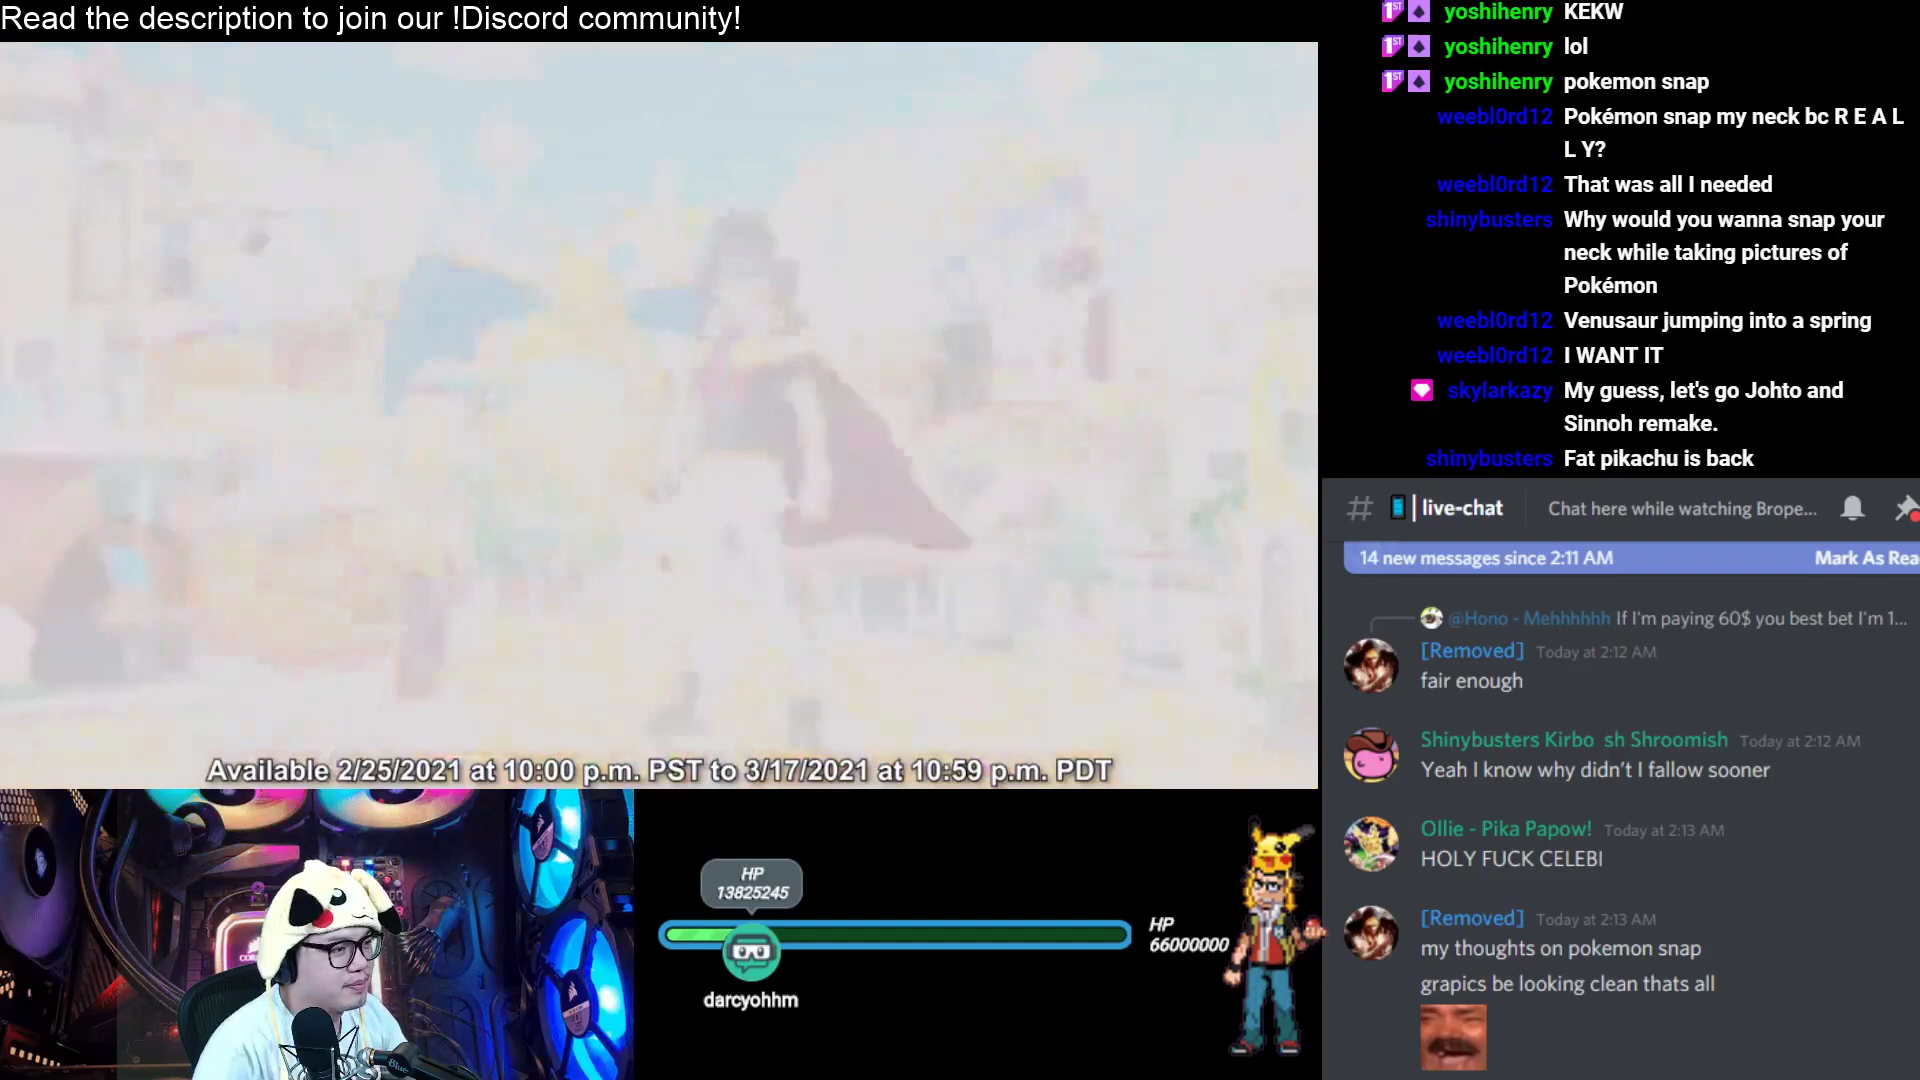 Read the description to join our !Discord community!
Available 2/25/2021 at 10:00 p.m. PST to 3/17/2021 at 10:59 p.m. PDT
HP
13825245
HP
66000000
darcyohhm
1ST yoshihenry KEKW
1ST yoshihenry lol
1ST yoshihenry pokemon snap
weebl0rd12 Pokémon snap my neck bc R E A L
L Y?
weebl0rd12 That was all I needed
shinybusters Why would you wanna snap your
neck while taking pictures of
Pokémon
weebl0rd12 Venusaur jumping into a spring
weebl0rd12 I WANT IT
skylarkazy My guess, let's go Johto and
Sinnoh remake.
shinybusters Fat pikachu is back
# | live-chat Chat here while watching Brope...
14 new messages since 2:11 AM Mark As Rea
@Hono - Mehhhhhh If I'm paying 60$ you best bet I'm 1...
[Removed] Today at 2:12 AM
fair enough
Shinybusters Kirbo sh Shroomish Today at 2:12 AM
Yeah I know why didn't I fallow sooner
Ollie - Pika Papow! Today at 2:13 AM
HOLY FUCK CELEBI
[Removed] Today at 2:13 AM
my thoughts on pokemon snap
grapics be looking clean thats all